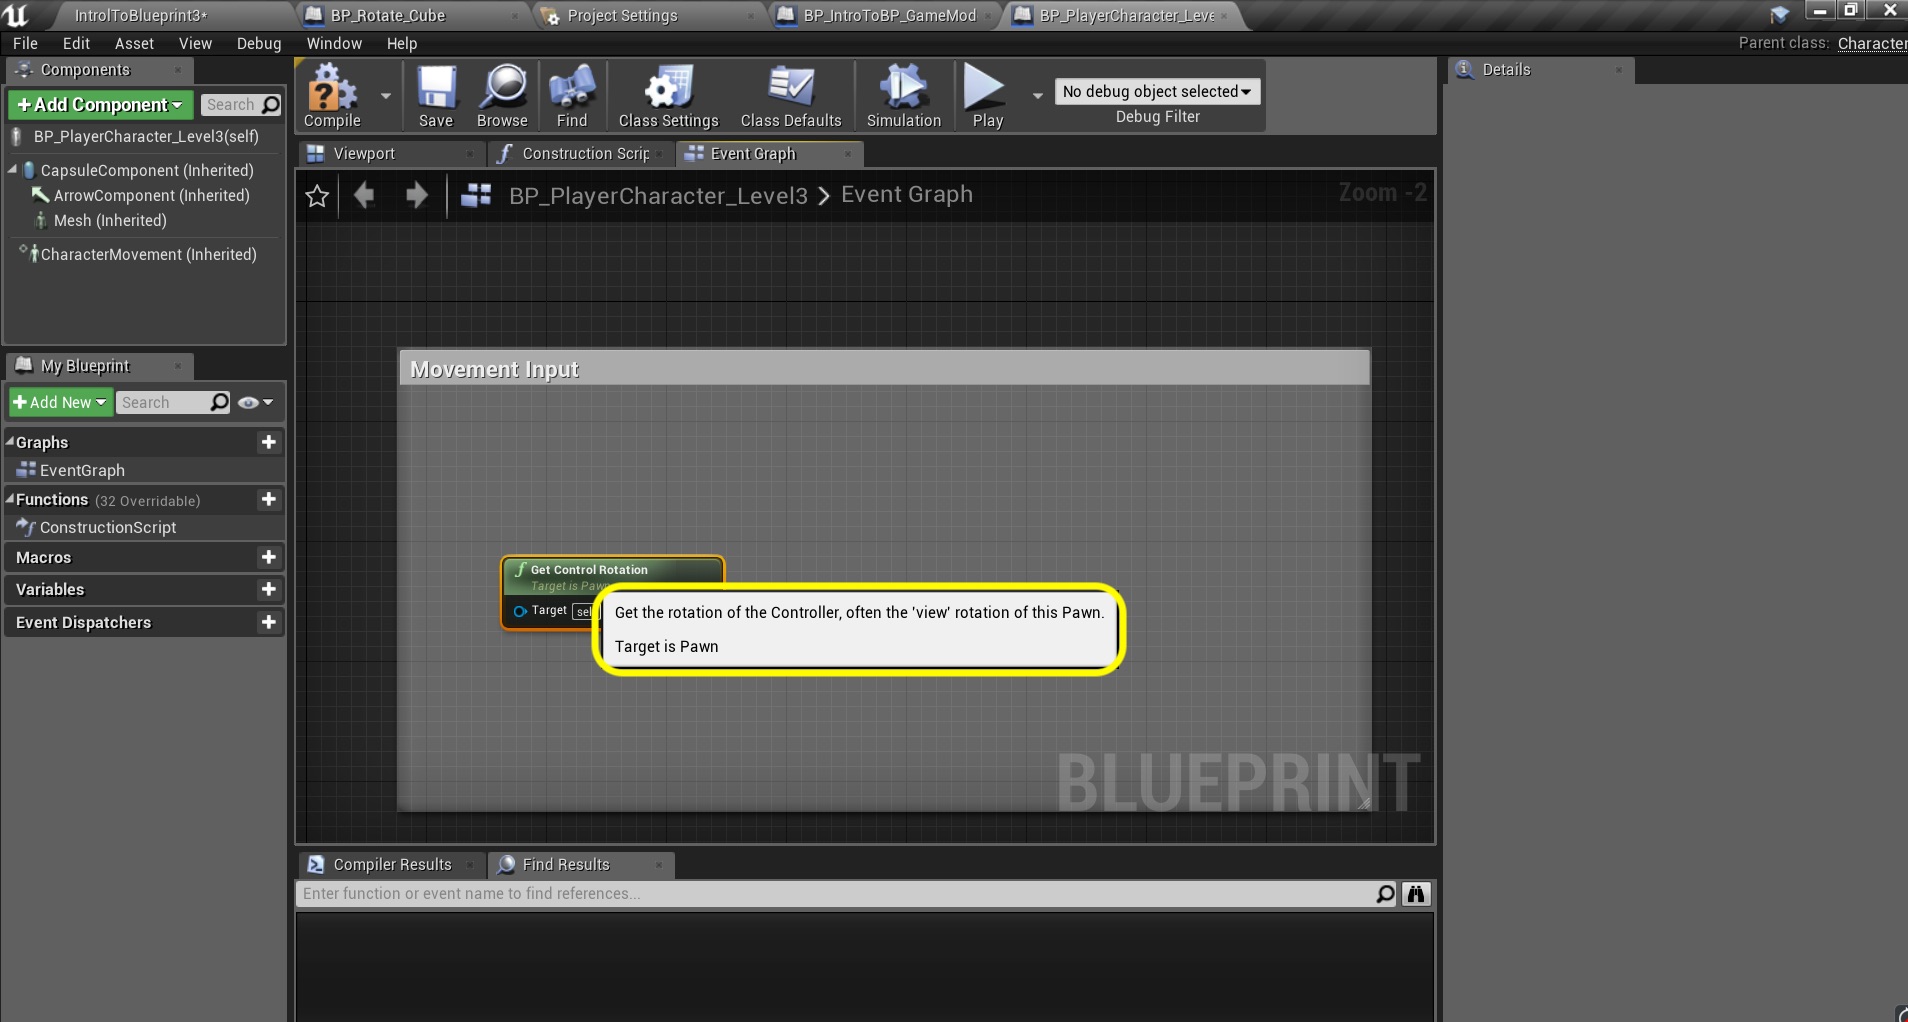 IntrolToBlueprint3*
BP_Rotate_Cube
Project Settings
BP_IntroToBP_GameMod
BP_PlayerCharacter_Leve
File Edit Asset View Debug Window Help
Parent class: Character
Components
+Add Component
Search
BP_PlayerCharacter_Level3(self)
CapsuleComponent (Inherited)
ArrowComponent (Inherited)
Mesh (Inherited)
CharacterMovement (Inherited)
Compile
Save
Browse
Find
Class Settings
Class Defaults
Simulation
Play
No debug object selected
Debug Filter
Details
Viewport
Construction Scrip
Event Graph
BP_PlayerCharacter_Level3 > Event Graph
Zoom -2
My Blueprint
+Add New
Search
Graphs
EventGraph
Functions (32 Overridable)
ConstructionScript
Macros
Variables
Event Dispatchers
Movement Input
Get Control Rotation
Target is Pawn
Target
Get the rotation of the Controller, often the 'view' rotation of this Pawn.
Target is Pawn
BLUEPRINT
Compiler Results
Find Results
Enter function or event name to find references...